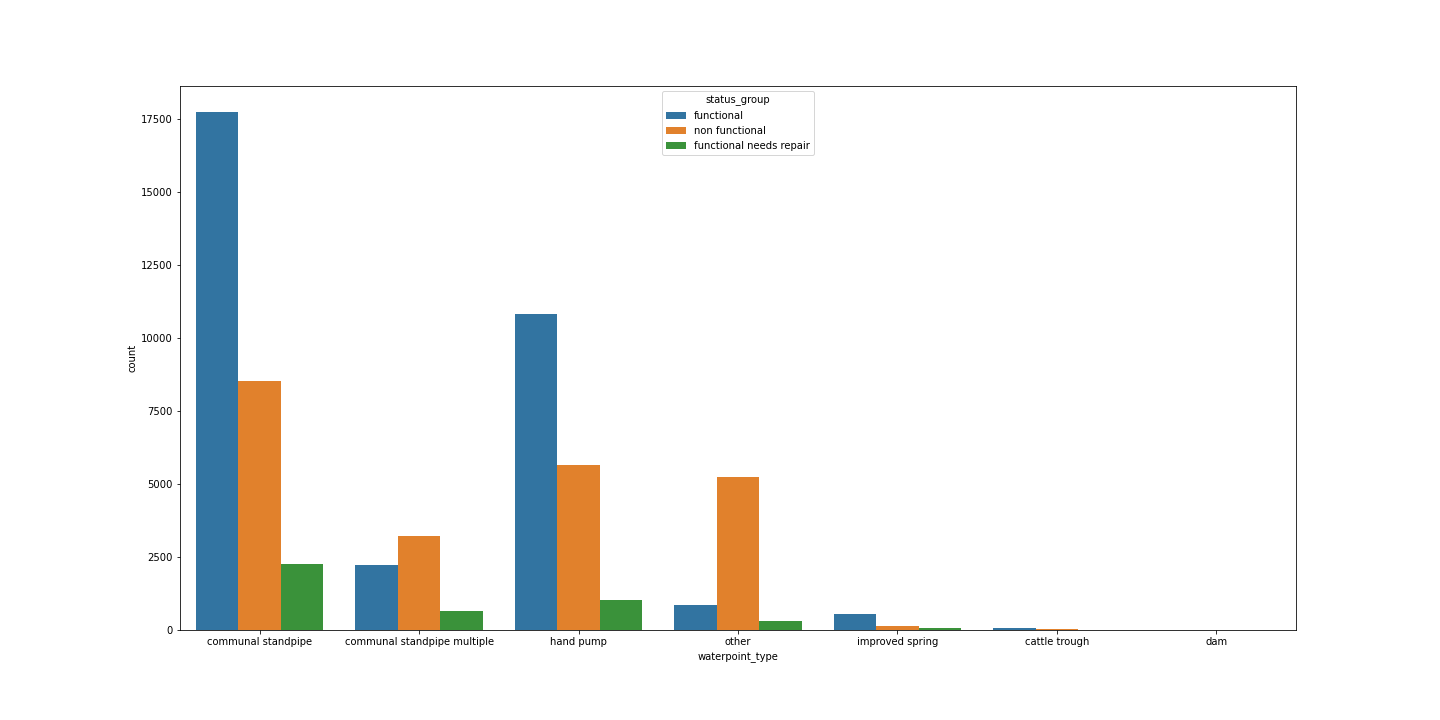 status_group
functional
non functional
functional needs repair
17500
15000
12500
10000
7500
5000
2500
0
count
communal standpipe communal standpipe multiple hand pump other improved spring cattle trough dam
waterpoint_type